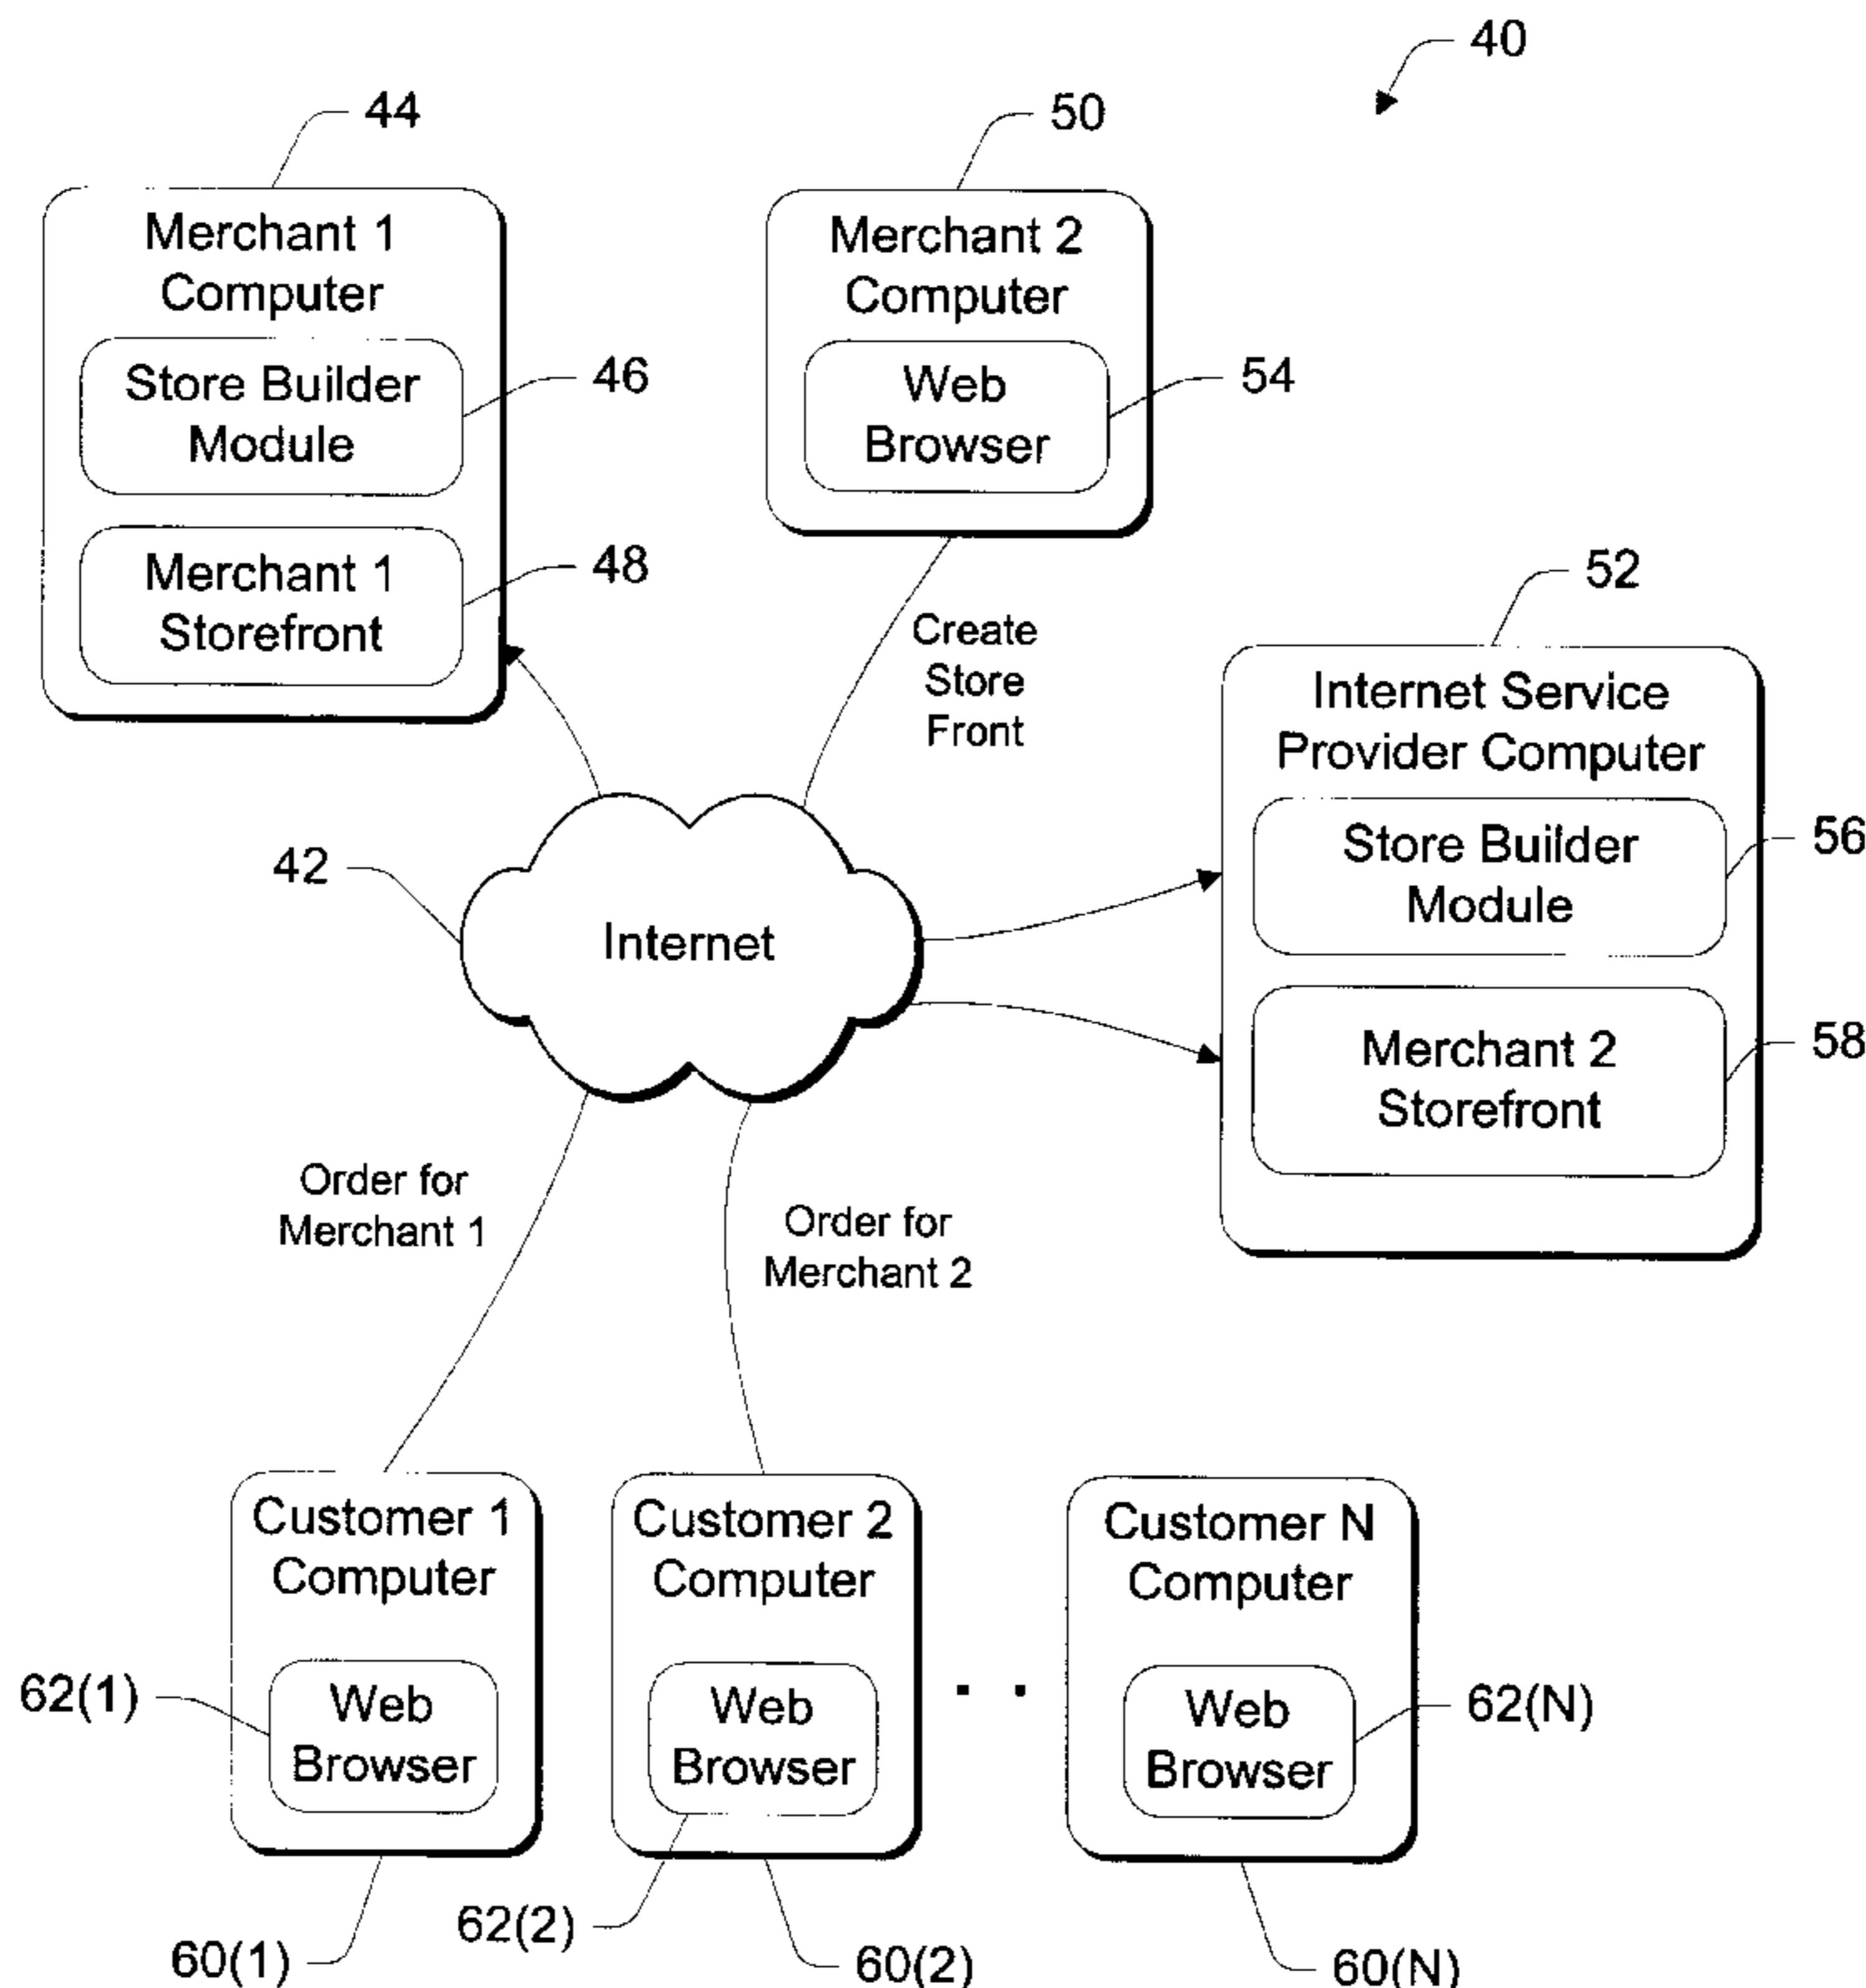 40
44
50
Merchant 1
Computer
Merchant 2
Computer
Store Builder
Module
46
Web
Browser
54
Merchant 1
Storefront
48
Create
Store
Front
52
Internet Service
Provider Computer
Store Builder
Module
56
42
Internet
Merchant 2
Storefront
58
Order for
Merchant 1
Order for
Merchant 2
Customer 1
Computer
Customer 2
Computer
Customer N
Computer
62(1)
Web
Browser
Web
Browser
Web
Browser
62(N)
62(2)
60(1)
60(2)
60(N)